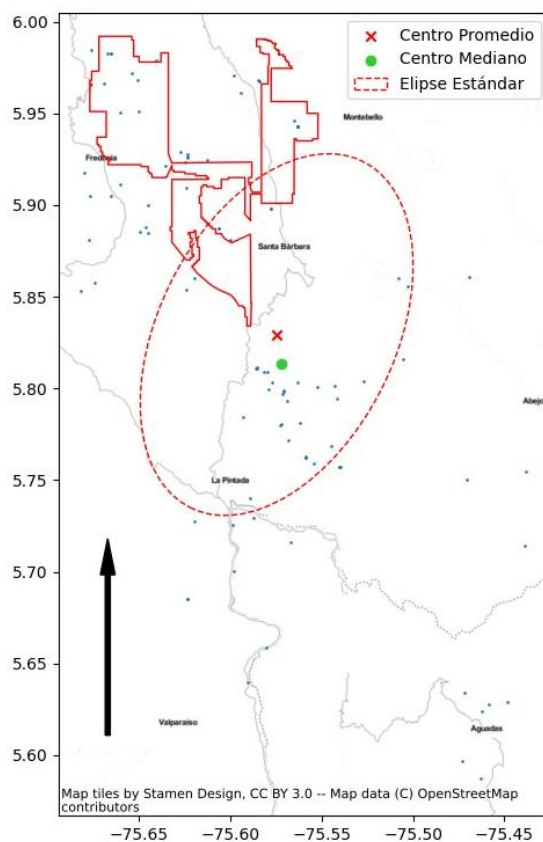 6.00
Centro Promedio
Centro Mediano
Elipse Estándar
5.95
Montebello
Fredonia
5.90
Santa Bárbara
5.85
5.80
Abejo
5.75
La Pintada
5.70
5.65
Valparaíso
Aguadas
5.60
Map tiles by Stamen Design, CC BY 3.0 -- Map data (C) OpenStreetMap
contributors
−75.65 −75.60 −75.55 −75.50 −75.45